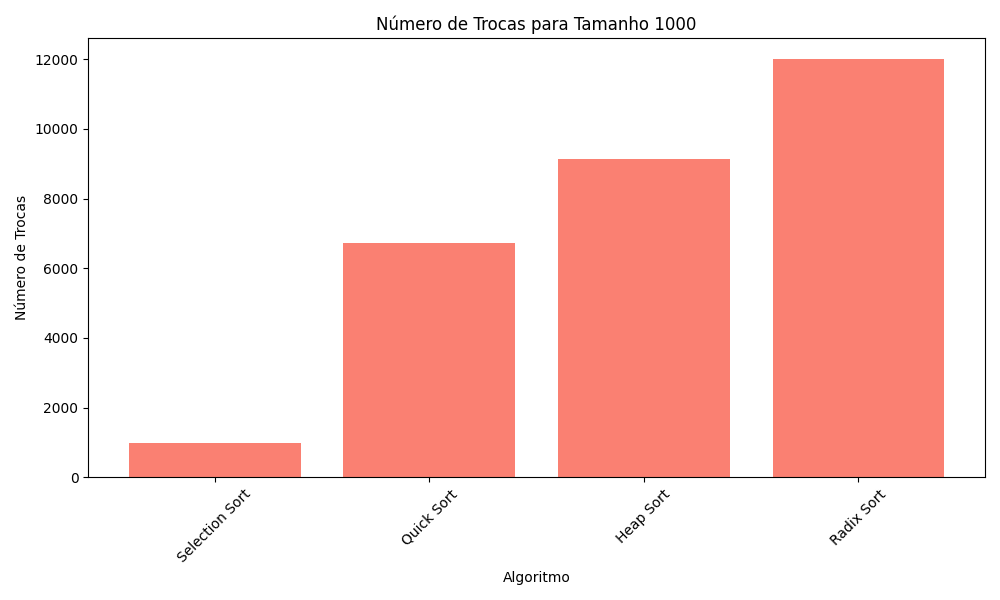 Número de Trocas para Tamanho 1000
Número de Trocas
12000
10000
8000
6000
4000
2000
0
Selection Sort
Quick Sort
Heap Sort
Radix Sort
Algoritmo